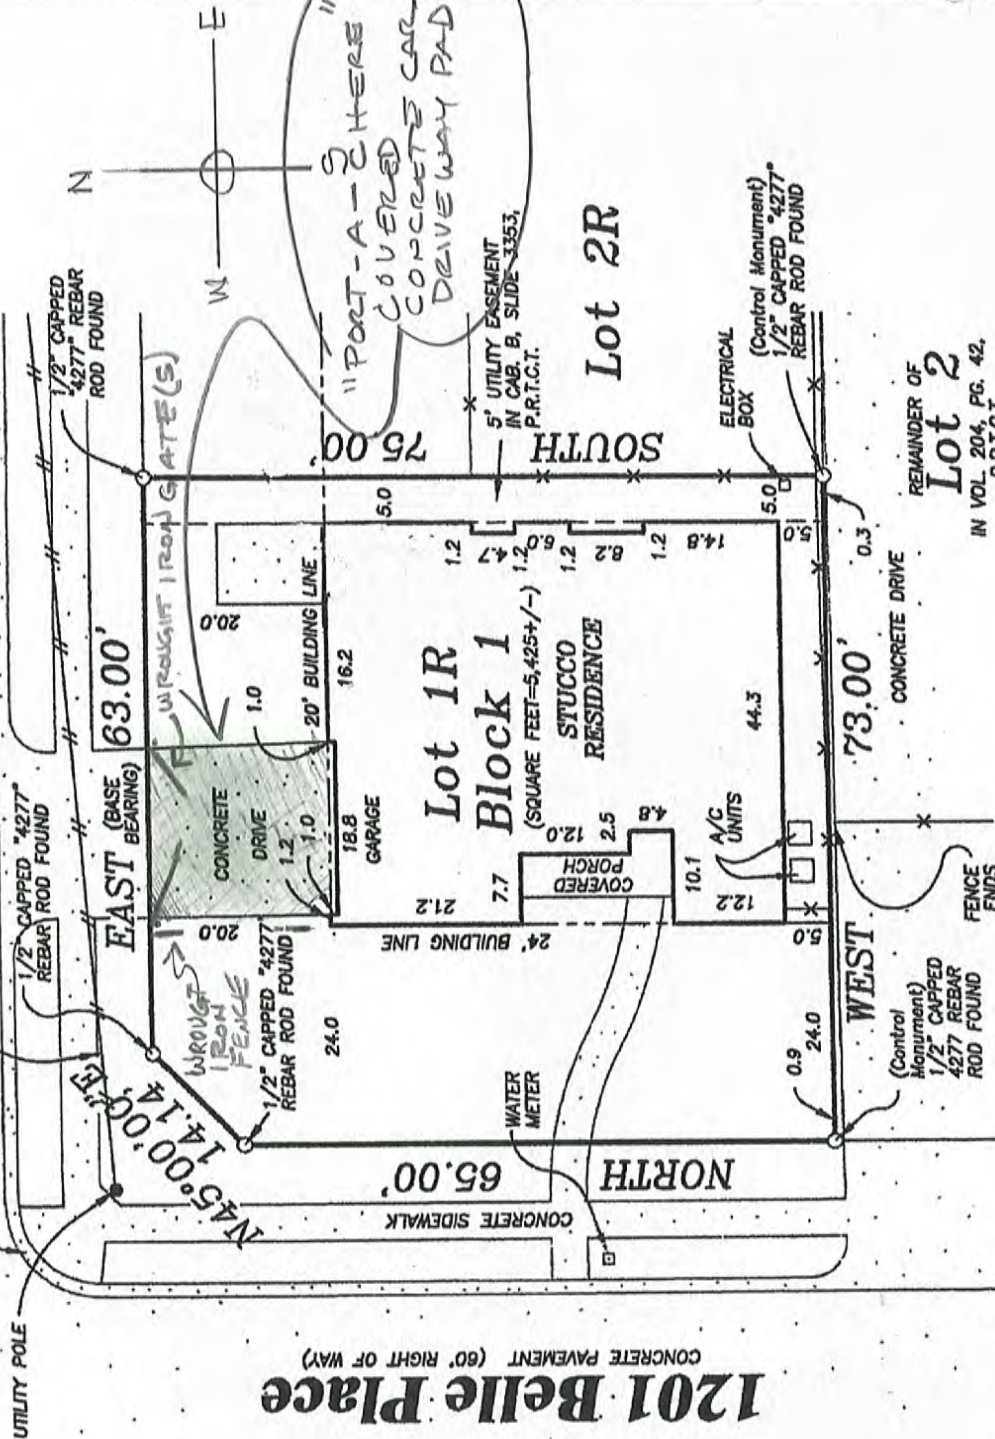 UTILITY POLE
1/2" CAPPED "4277"
REBAR ROD FOUND
1/2" CAPPED
"4277" REBAR
ROD FOUND
N
W
E
EAST (BASE
BEARING)
63.00'
WROUGHT IRON GATE(S)
"PORT-A-CHERE
S
COVERED
CONCRETE CAR
DRIVEWAY PAD
"
N45°00'00"E
14.14'
WROUGT
IRON
FENCE
20.0
CONCRETE
DRIVE
1.2
1.0
1.0
20.0
20' BUILDING LINE
1/2" CAPPED "4277"
REBAR ROD FOUND
24.0
18.8
GARAGE
16.2
5.0
75.00'
SOUTH
5' UTILITY EASEMENT
IN CAB. B, SLIDE 3353,
P.R.T.C.T.
Lot 2R
21.2
24' BUILDING LINE
7.7
Lot 1R
Block 1
(SQUARE FEET=5,425+/-)
STUCCO
RESIDENCE
1.2
4.7
1.2
6.0
1.2
8.2
1.2
14.8
COVERED
PORCH
12.0
2.5
4.8
10.1
12.2
A/C
UNITS
44.3
65.00'
NORTH
CONCRETE SIDEWALK
WATER
METER
ELECTRICAL
BOX
(Control Monument)
1/2" CAPPED "4277"
REBAR ROD FOUND
5.0
5.0
5.0
0.9
24.0
0.3
WEST
73.00'
CONCRETE DRIVE
(Control
Monument)
1/2" CAPPED
4277 REBAR
ROD FOUND
FENCE
ENDS
REMAINDER OF
Lot 2
IN VOL. 204, PG. 42,
CONCRETE PAVEMENT (60' RIGHT OF WAY)
1201 Belle Place